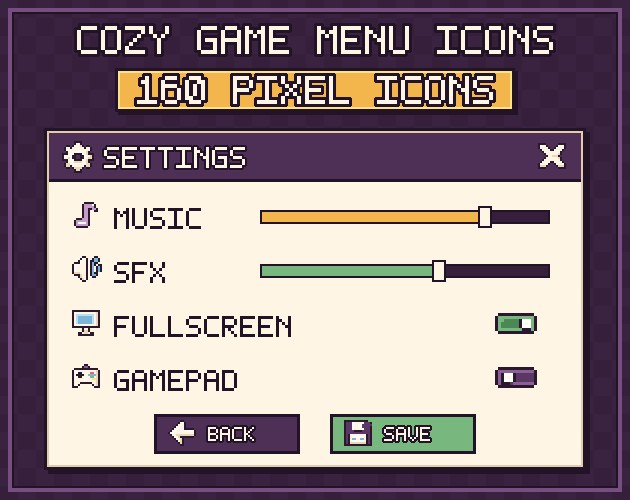 COZY GAME MENU ICONS
160 PIXEL ICONS
SETTINGS
MUSIC
SFX
FULLSCREEN
GAMEPAD
BACK
SAVE